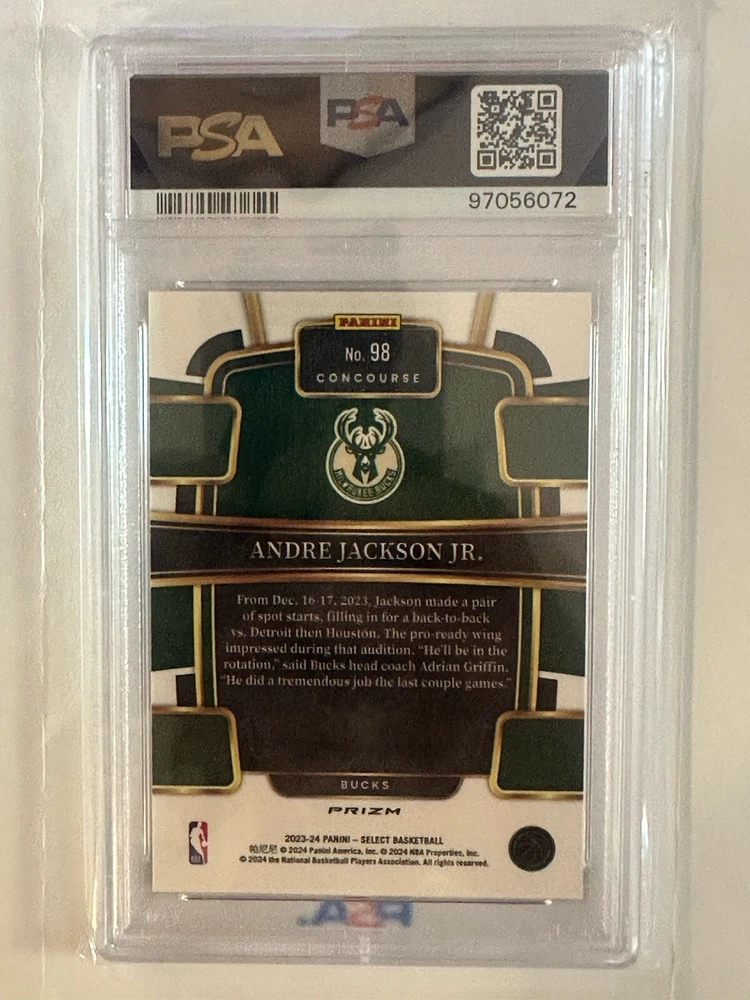 PSA PSA
97056072
PANINI
No. 98
CONCOURSE
MILWAUKEE BUCKS
ANDRE JACKSON JR.
From Dec. 16-17, 2023, Jackson made a pair
of spot starts, filling in for a back-to-back
vs. Detroit then Houston. The pro-ready wing
impressed during that audition. “He'll be in the
rotation,” said Bucks head coach Adrian Griffin.
“He did a tremendous job the last couple games.”
BUCKS
PRIZM
2023-24 PANINI – SELECT BASKETBALL
帕尼尼 © 2024 Panini America, Inc. © 2024 NBA Properties, Inc.
© 2024 the National Basketball Players Association. All rights reserved.
PSA.